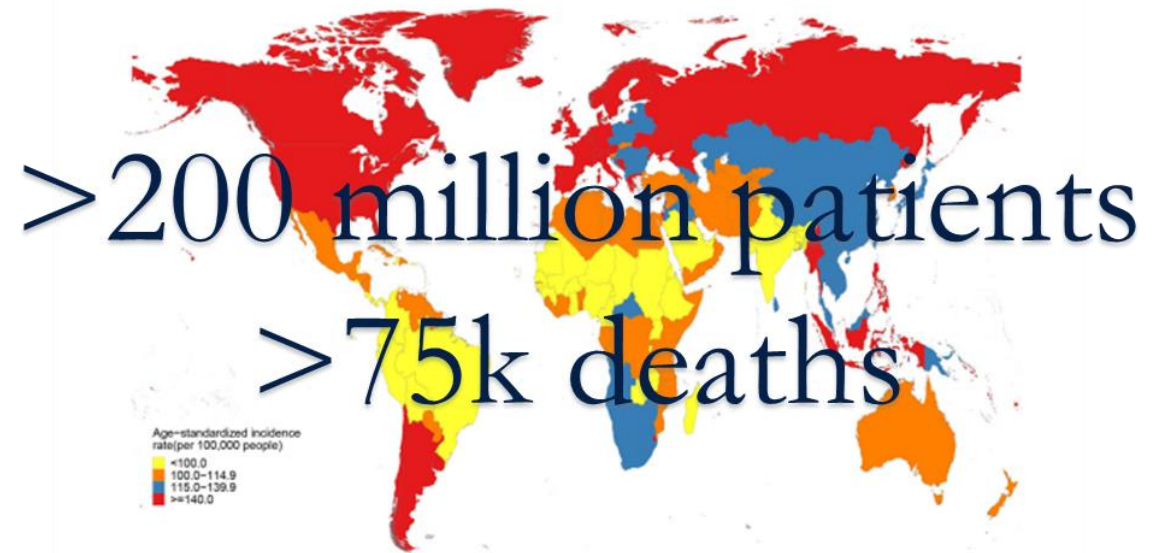 >200 million patients
>75k deaths
Age-standardized incidence
rate(per 100,000 people)
<100.0
100.0-114.9
115.0-139.9
>=140.0